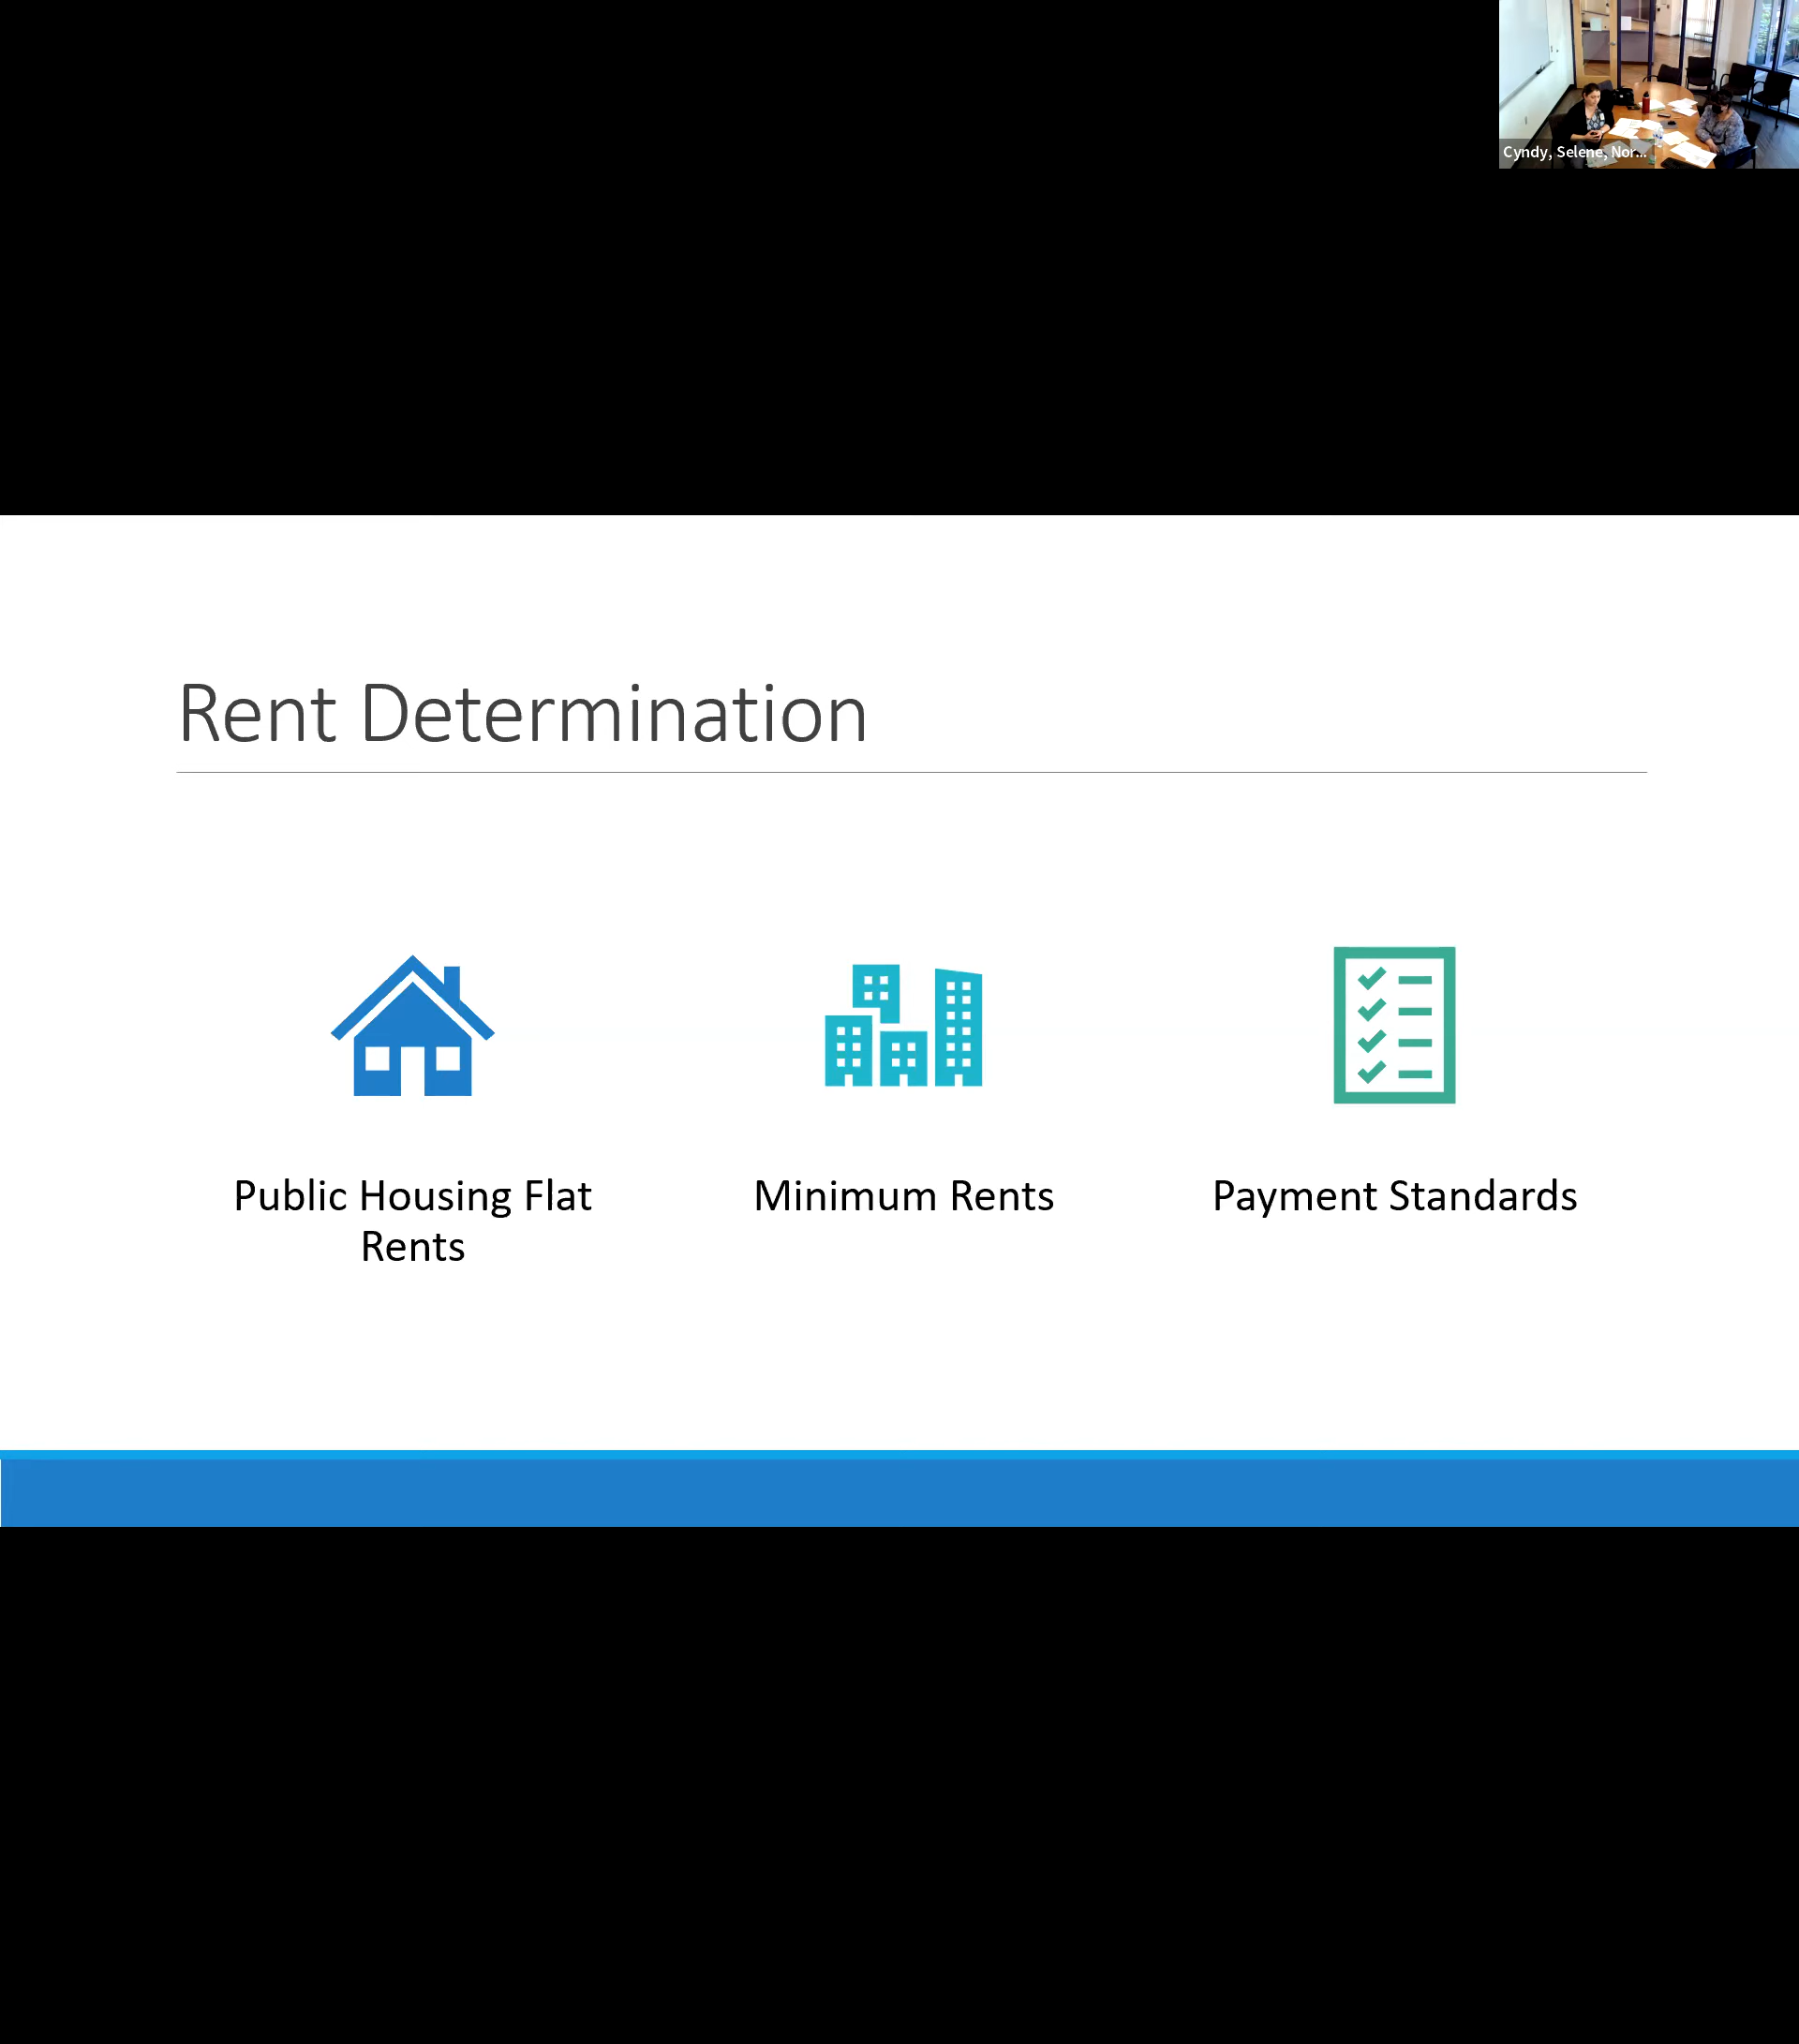 Cyndy, Selene, Nor...
Rent Determination
Public Housing Flat
Rents
Minimum Rents
Payment Standards